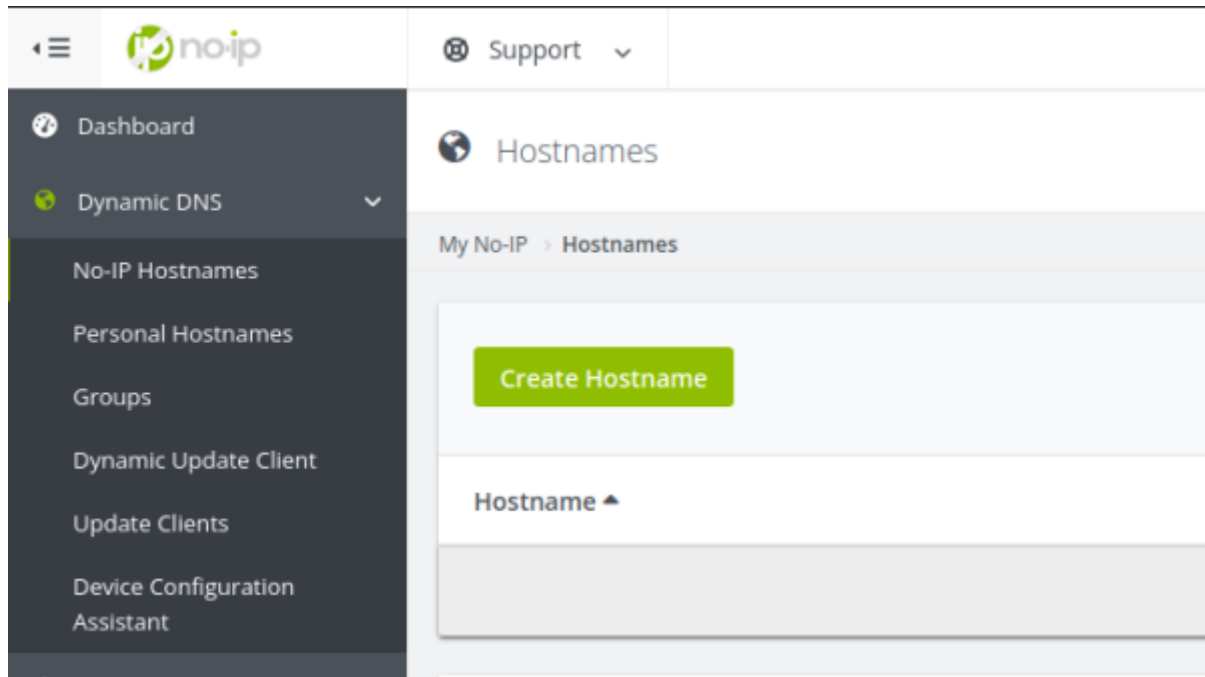 no·ip
Support
Dashboard
Dynamic DNS
No-IP Hostnames
Personal Hostnames
Groups
Dynamic Update Client
Update Clients
Device Configuration
Assistant
Hostnames
My No-IP > Hostnames
Create Hostname
Hostname